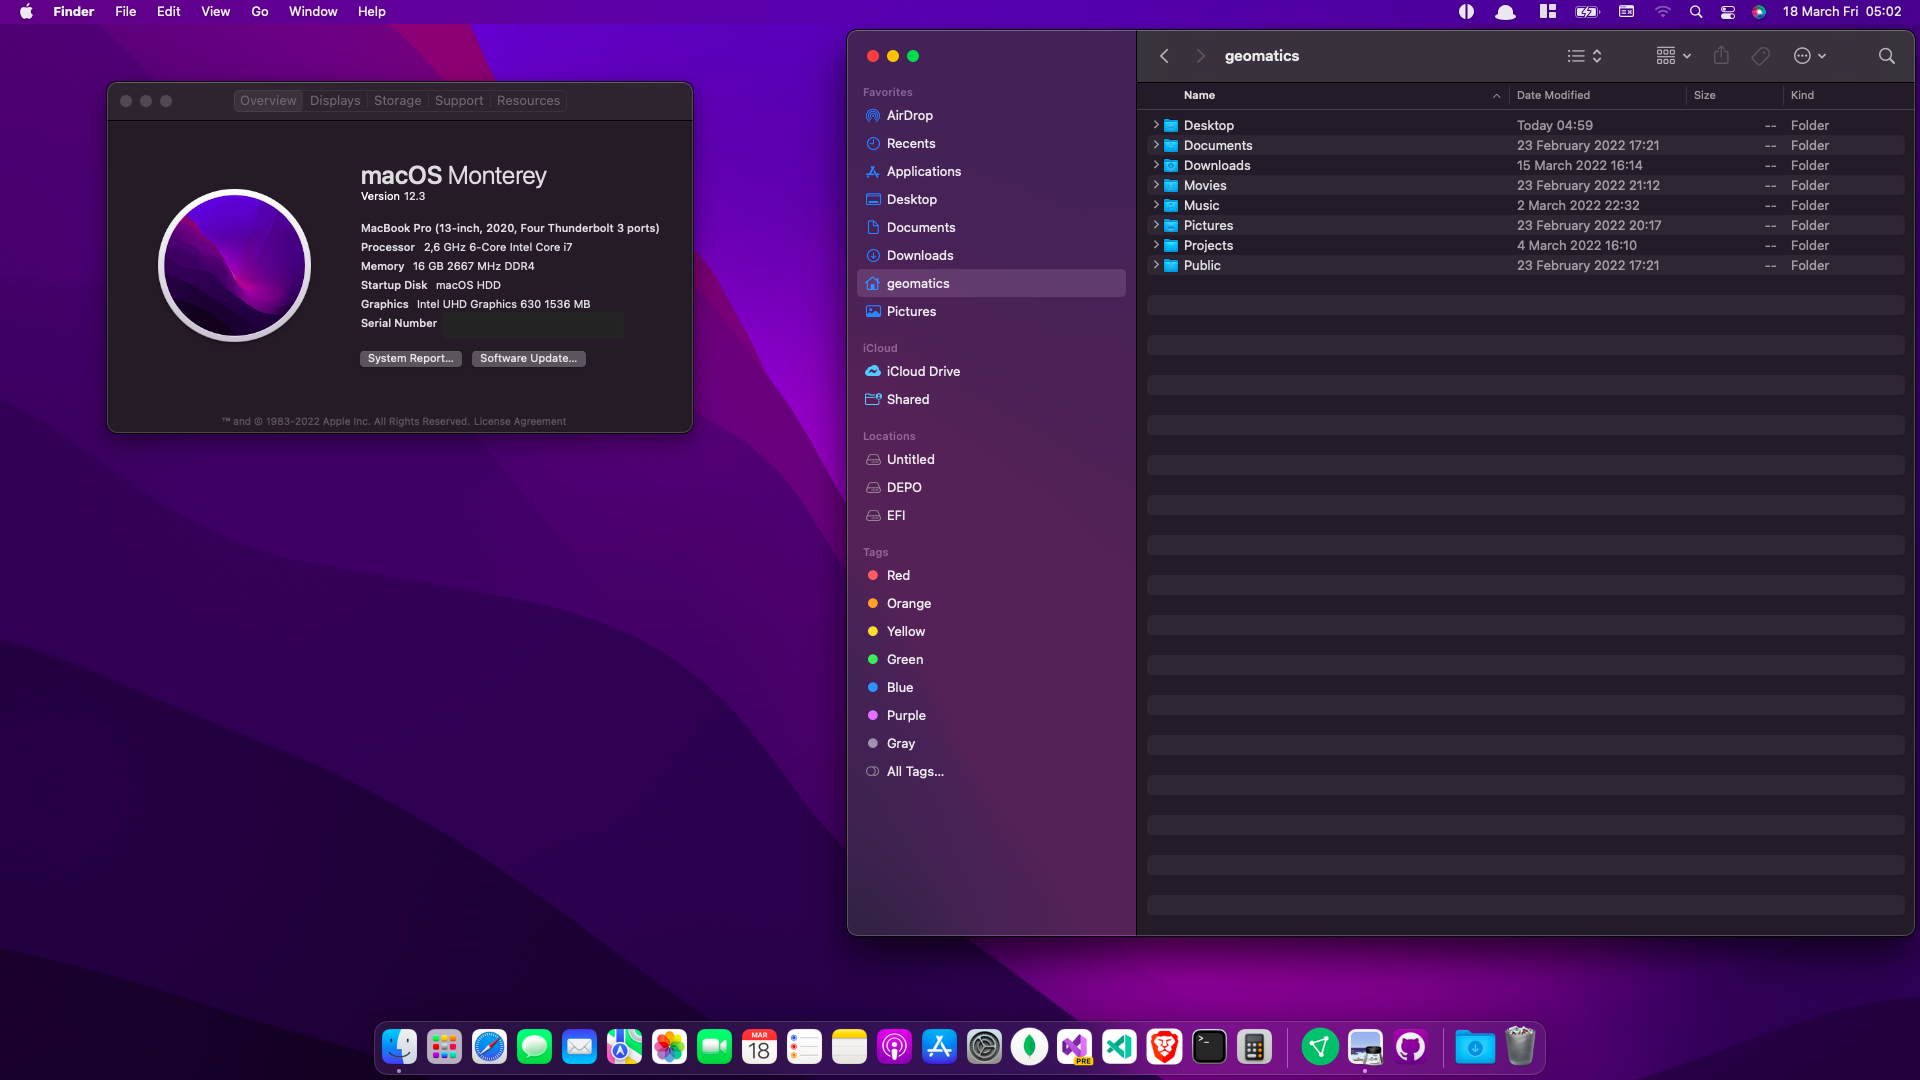 Finder File Edit View Go Window Help
18 March Fri 05:02
Overview Displays Storage Support Resources
macOS Monterey
Version 12.3
MacBook Pro (13-inch, 2020, Four Thunderbolt 3 ports)
Processor 2,6 GHz 6-Core Intel Core i7
Memory 16 GB 2667 MHz DDR4
Startup Disk macOS HDD
Graphics Intel UHD Graphics 630 1536 MB
Serial Number
System Report... Software Update...
™ and © 1983-2022 Apple Inc. All Rights Reserved. License Agreement
Favorites
AirDrop
Recents
Applications
Desktop
Documents
Downloads
geomatics
Pictures
iCloud
iCloud Drive
Shared
Locations
Untitled
DEPO
EFI
Tags
Red
Orange
Yellow
Green
Blue
Purple
Gray
All Tags...
geomatics
Name Date Modified Size Kind
Desktop Today 04:59 -- Folder
Documents 23 February 2022 17:21 -- Folder
Downloads 15 March 2022 16:14 -- Folder
Movies 23 February 2022 21:12 -- Folder
Music 2 March 2022 22:32 -- Folder
Pictures 23 February 2022 20:17 -- Folder
Projects 4 March 2022 16:10 -- Folder
Public 23 February 2022 17:21 -- Folder
MAR
18
PRE
>_